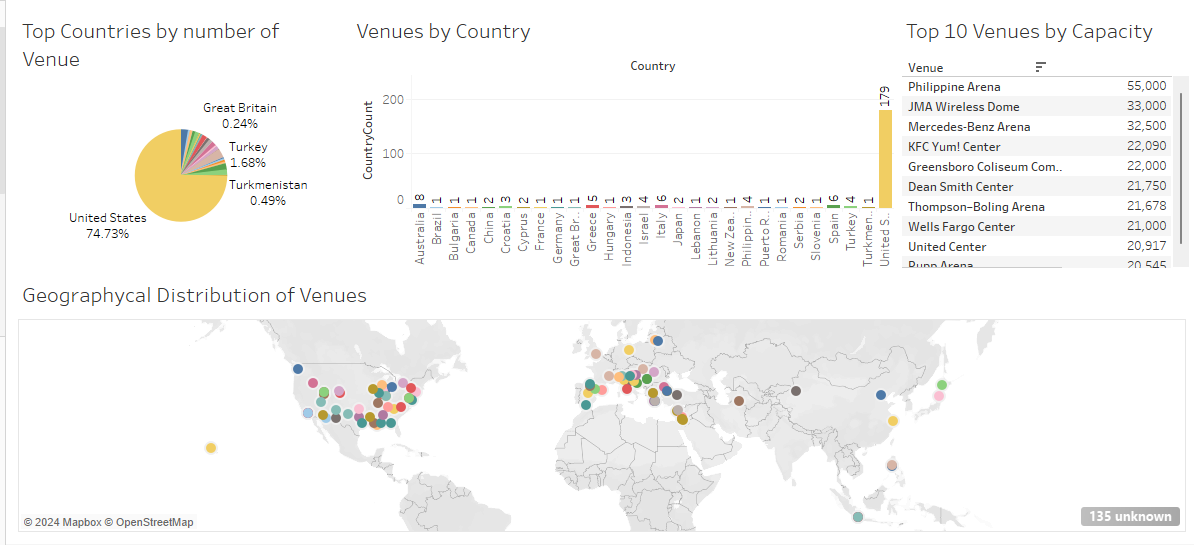 Top Countries by number of
Venue
Great Britain
0.24%
Turkey
1.68%
Turkmenistan
0.49%
United States
74.73%
Venues by Country
Country
CountryCount
200
100
0
8
1
1
1
2
3
2
1
1
1
5
1
3
4
6
2
1
2
1
4
1
1
2
1
6
4
1
179
Australia
Brazil
Bulgaria
Canada
China
Croatia
Cyprus
France
Germany
Great Br..
Greece
Hungary
Indonesia
Israel
Italy
Japan
Lebanon
Lithuania
New Zea..
Philippin..
Puerto R..
Romania
Serbia
Slovenia
Spain
Turkey
Turkmen..
United S..
Top 10 Venues by Capacity
Venue
Philippine Arena 55,000
JMA Wireless Dome 33,000
Mercedes-Benz Arena 32,500
KFC Yum! Center 22,090
Greensboro Coliseum Com.. 22,000
Dean Smith Center 21,750
Thompson–Boling Arena 21,678
Wells Fargo Center 21,000
United Center 20,917
Rupp Arena 20,545
Geographycal Distribution of Venues
© 2024 Mapbox © OpenStreetMap
135 unknown